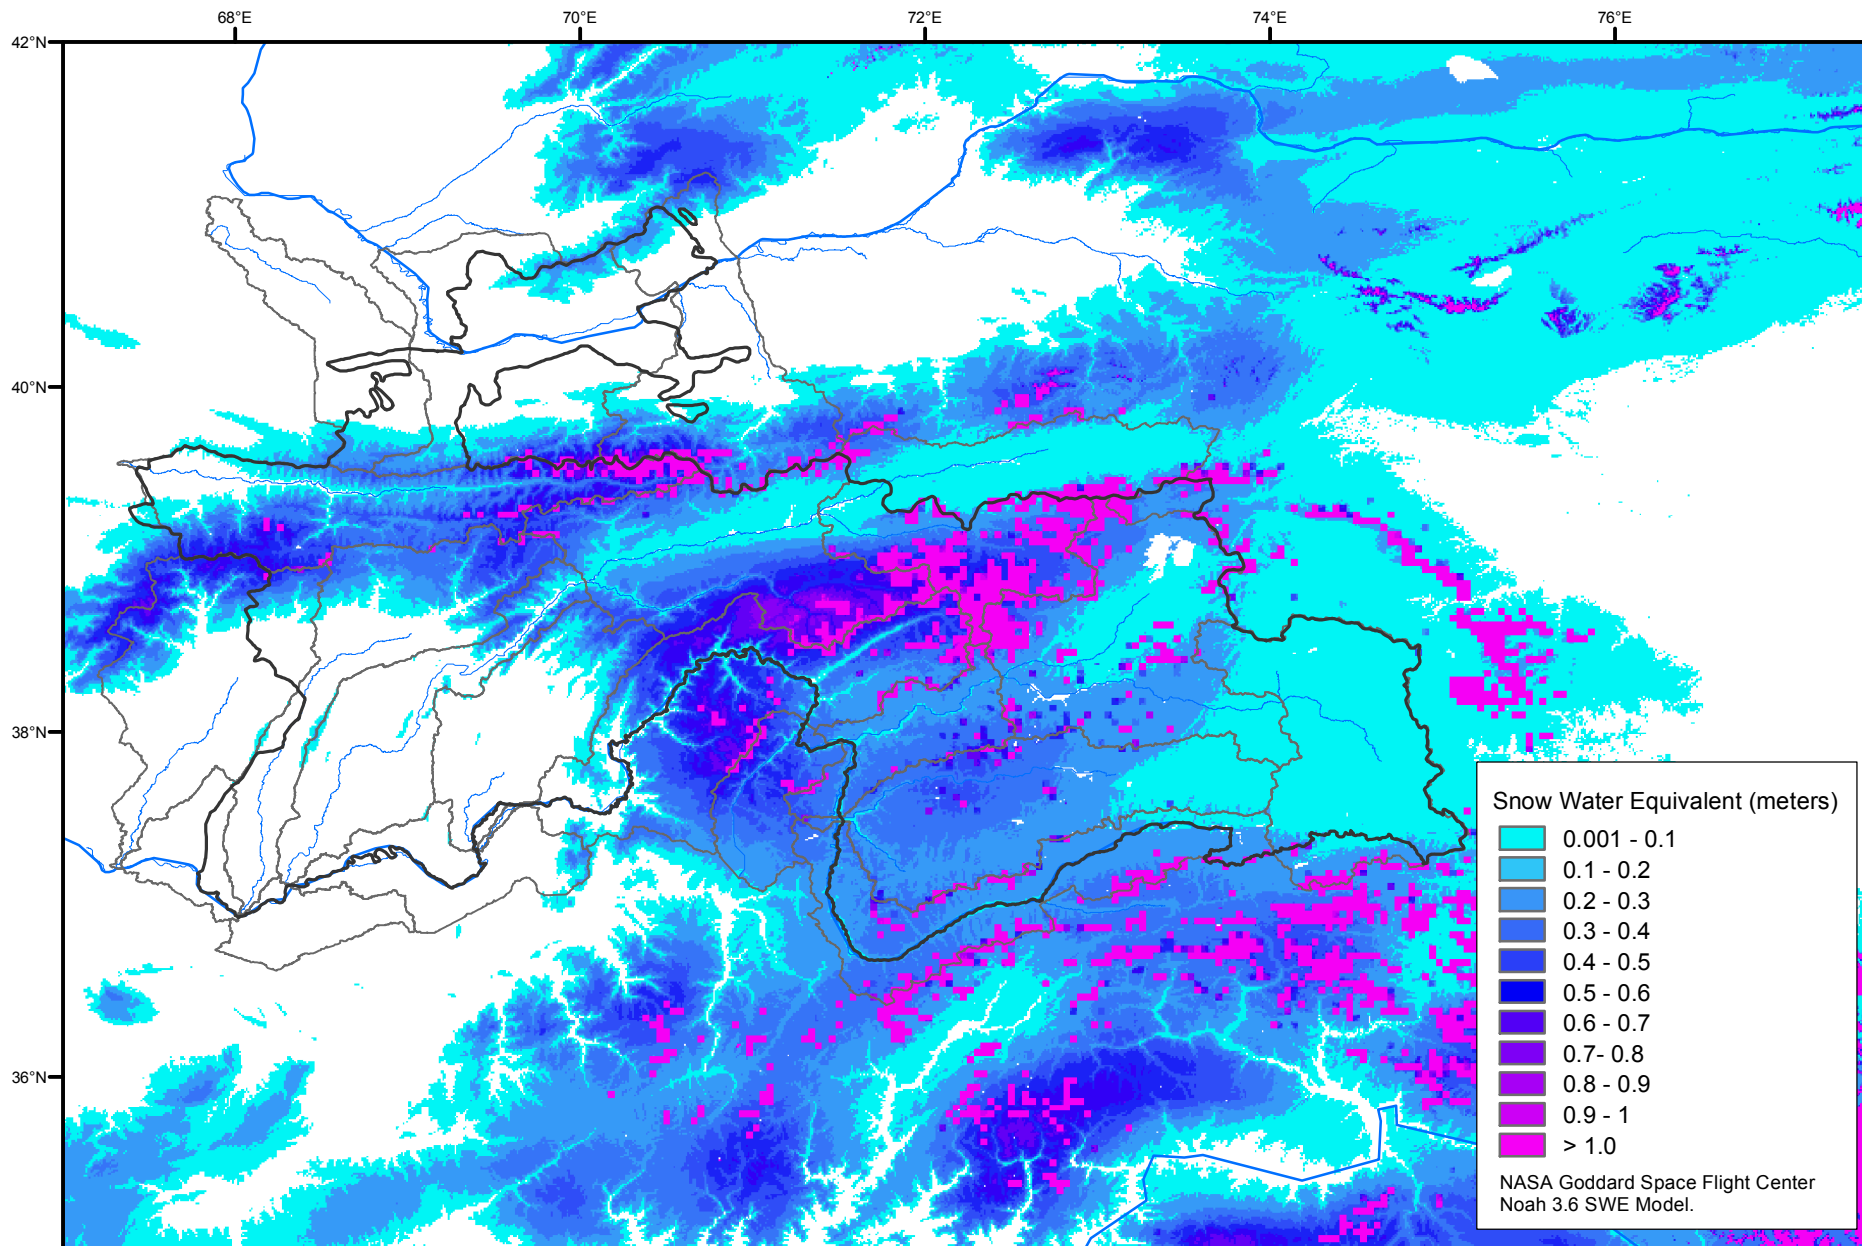 68°E 70°E 72°E 74°E 76°E
42°N
40°N
38°N
36°N
Snow Water Equivalent (meters)
0.001 - 0.1
0.1 - 0.2
0.2 - 0.3
0.3 - 0.4
0.4 - 0.5
0.5 - 0.6
0.6 - 0.7
0.7- 0.8
0.8 - 0.9
0.9 - 1
> 1.0
NASA Goddard Space Flight Center
Noah 3.6 SWE Model.